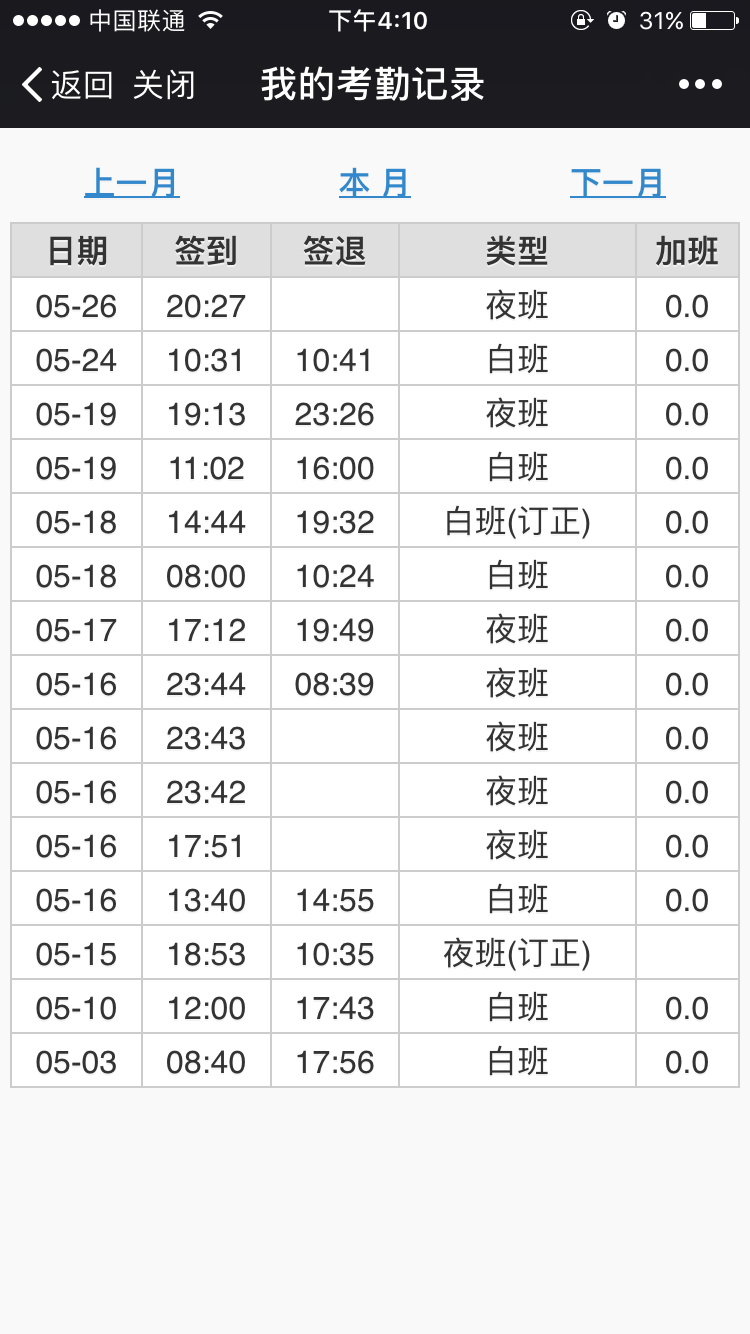 中国联通 下午4:10 31%
返回 关闭 我的考勤记录
上一月 本 月 下一月
日期 签到 签退 类型 加班
05-26 20:27 夜班 0.0
05-24 10:31 10:41 白班 0.0
05-19 19:13 23:26 夜班 0.0
05-19 11:02 16:00 白班 0.0
05-18 14:44 19:32 白班(订正) 0.0
05-18 08:00 10:24 白班 0.0
05-17 17:12 19:49 夜班 0.0
05-16 23:44 08:39 夜班 0.0
05-16 23:43 夜班 0.0
05-16 23:42 夜班 0.0
05-16 17:51 夜班 0.0
05-16 13:40 14:55 白班 0.0
05-15 18:53 10:35 夜班(订正)
05-10 12:00 17:43 白班 0.0
05-03 08:40 17:56 白班 0.0